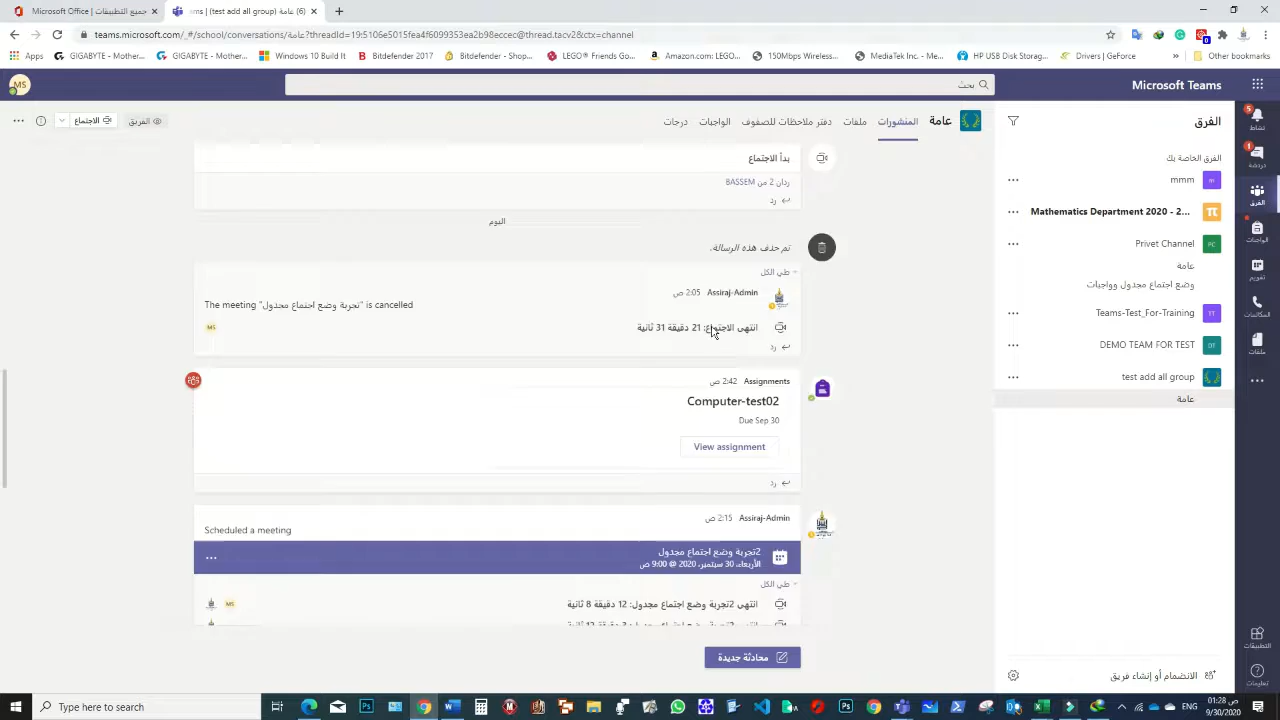 Microsoft Office | جميع التطبيقات
(6) عامة (test add all group) | ms
teams.microsoft.com/_#/school/conversations/عامة?threadId=19:5106e5015fea4f6099353ea2b98eccec@thread.tacv2&ctx=channel
Apps
GIGABYTE - Mother...
GIGABYTE - Mother...
Windows 10 Build It
Bitdefender 2017
Bitdefender - Shop...
LEGO® Friends Go...
Amazon.com: LEGO...
150Mbps Wireless...
MediaTek Inc. - Me...
HP USB Disk Storag...
Drivers | GeForce
Other bookmarks
Microsoft Teams
بحث
MS
الفرق
عامة
المنشورات
ملفات
الواجبات
دفتر ملاحظات للصفوف
درجات
الفريق
الاجتماع
نشاط
5
دردشة
1
الفرق
الواجبات
تقويم
المكالمات
ملفات
التطبيقات
تعليمات
الفرق الخاصة بك
mmm
Mathematics Department 2020 - 2...
PC
Privet Channel
عامة
وضع اجتماع مجدول وواجبات
TT
Teams-Test_For-Training
DT
DEMO TEAM FOR TEST
test add all group
عامة
الانضمام أو إنشاء فريق
بدأ الاجتماع
ردان 2 من BASSEM
رد
اليوم
تم حذف هذه الرسالة.
طي الكل
Assiraj-Admin 2:05 ص
The meeting "تجربة وضع اجتماع مجدول" is cancelled
انتهى الاجتماع: 21 دقيقة 31 ثانية
MS
رد
Assignments 2:42 ص
Computer-test02
Due Sep 30
View assignment
رد
Assiraj-Admin 2:15 ص
Scheduled a meeting
2تجربة وضع اجتماع مجدول
الأربعاء، 30 سبتمبر، 2020 @ 9:00 ص
طي الكل
انتهى 2تجربة وضع اجتماع مجدول: 12 دقيقة 8 ثانية
MS
محادثة جديدة
Type here to search
01:28 ص
9/30/2020